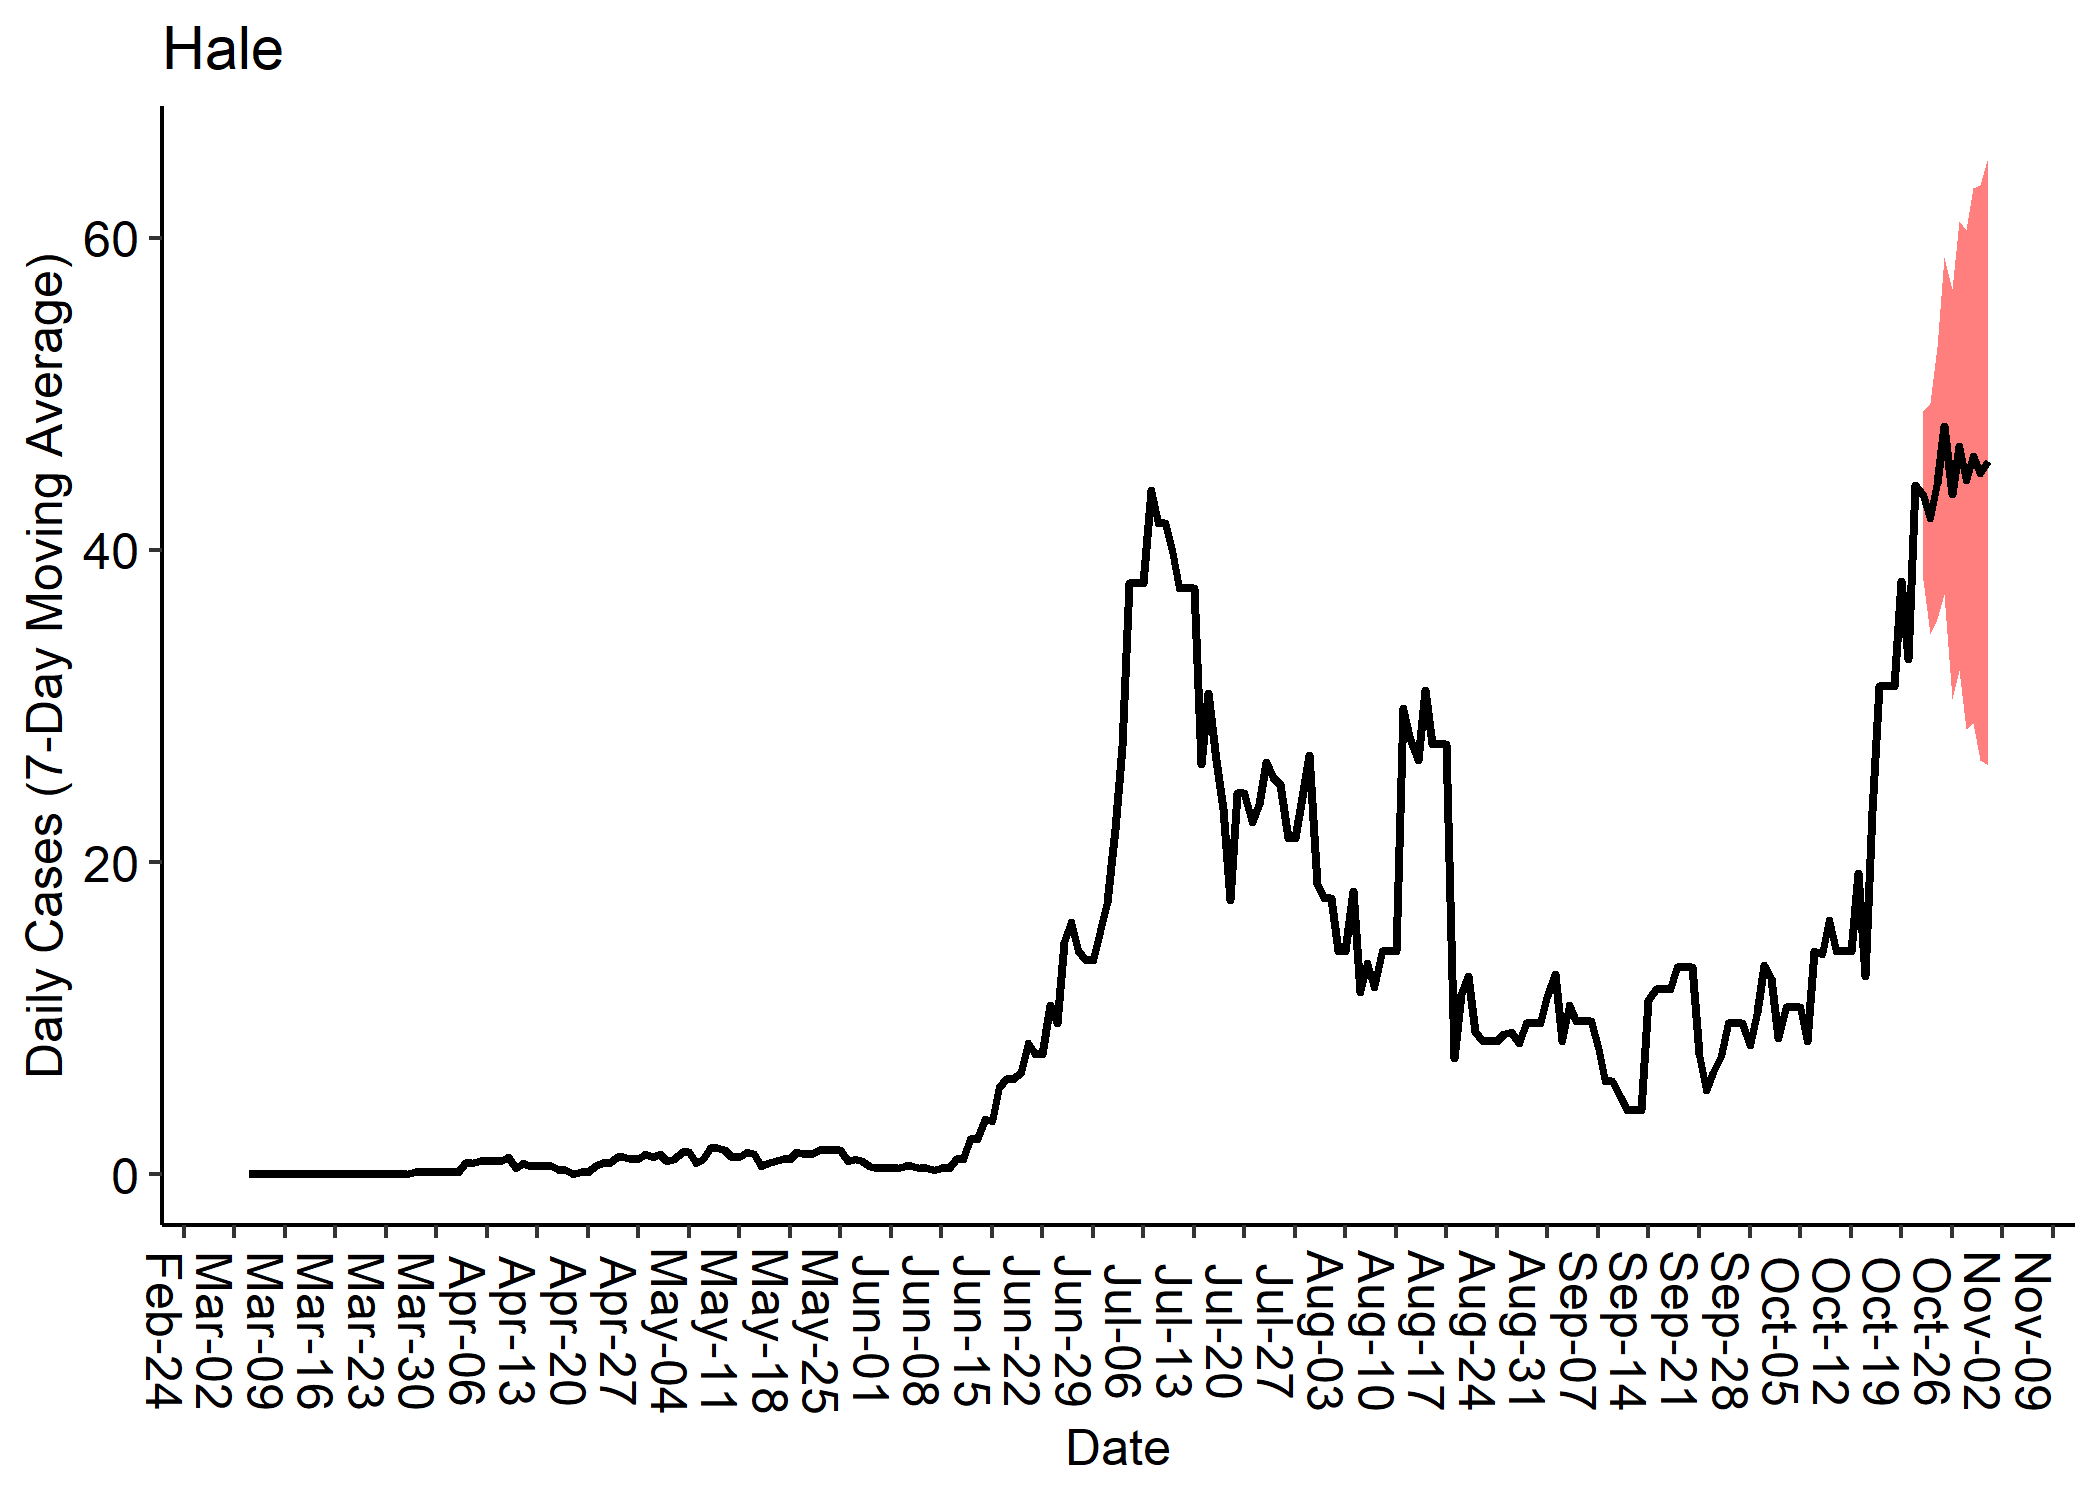 Hale
Daily Cases (7-Day Moving Average)
60
40
20
0
Feb-24
Mar-02
Mar-09
Mar-16
Mar-23
Mar-30
Apr-06
Apr-13
Apr-20
Apr-27
May-04
May-11
May-18
May-25
Jun-01
Jun-08
Jun-15
Jun-22
Jun-29
Jul-06
Jul-13
Jul-20
Jul-27
Aug-03
Aug-10
Aug-17
Aug-24
Aug-31
Sep-07
Sep-14
Sep-21
Sep-28
Oct-05
Oct-12
Oct-19
Oct-26
Nov-02
Nov-09
Date